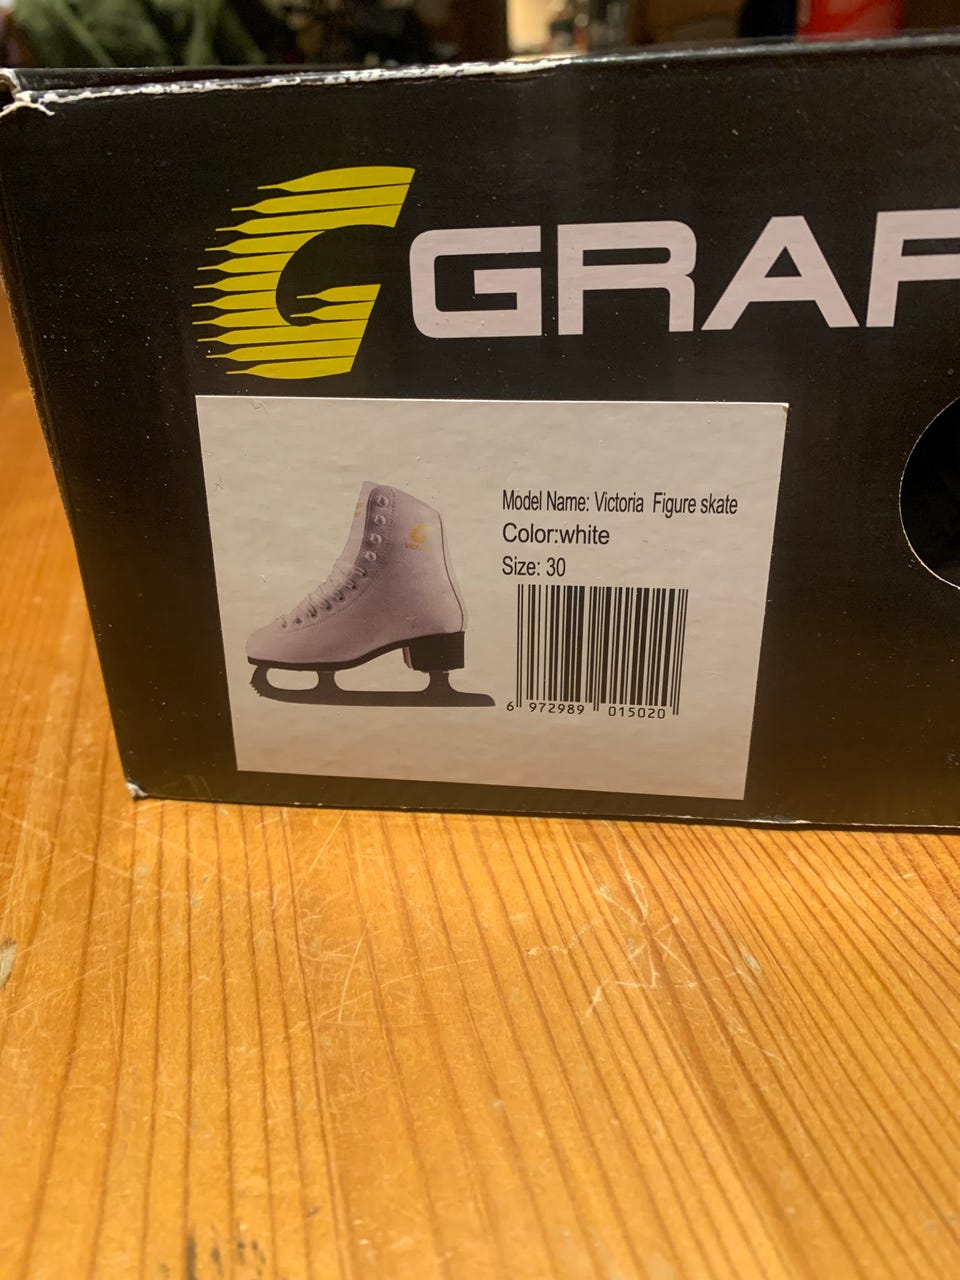 GRAF
Model Name: Victoria Figure skate
Color:white
Size: 30
6 972989 015020